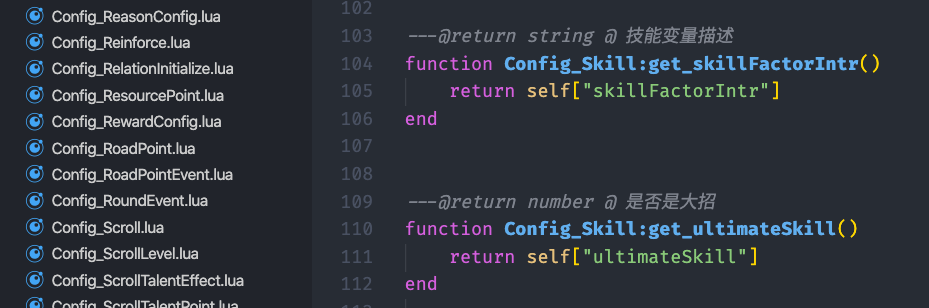 Config_ReasonConfig.lua
Config_Reinforce.lua
Config_RelationInitialize.lua
Config_ResourcePoint.lua
Config_RewardConfig.lua
Config_RoadPoint.lua
Config_RoadPointEvent.lua
Config_RoundEvent.lua
Config_Scroll.lua
Config_ScrollLevel.lua
Config_ScrollTalentEffect.lua
Config_ScrollTalentPoint.lua
102
103 ---@return string @ 技能变量描述
104 function Config_Skill:get_skillFactorIntr()
105 return self["skillFactorIntr"]
106 end
107
108
109 ---@return number @ 是否是大招
110 function Config_Skill:get_ultimateSkill()
111 return self["ultimateSkill"]
112 end
113